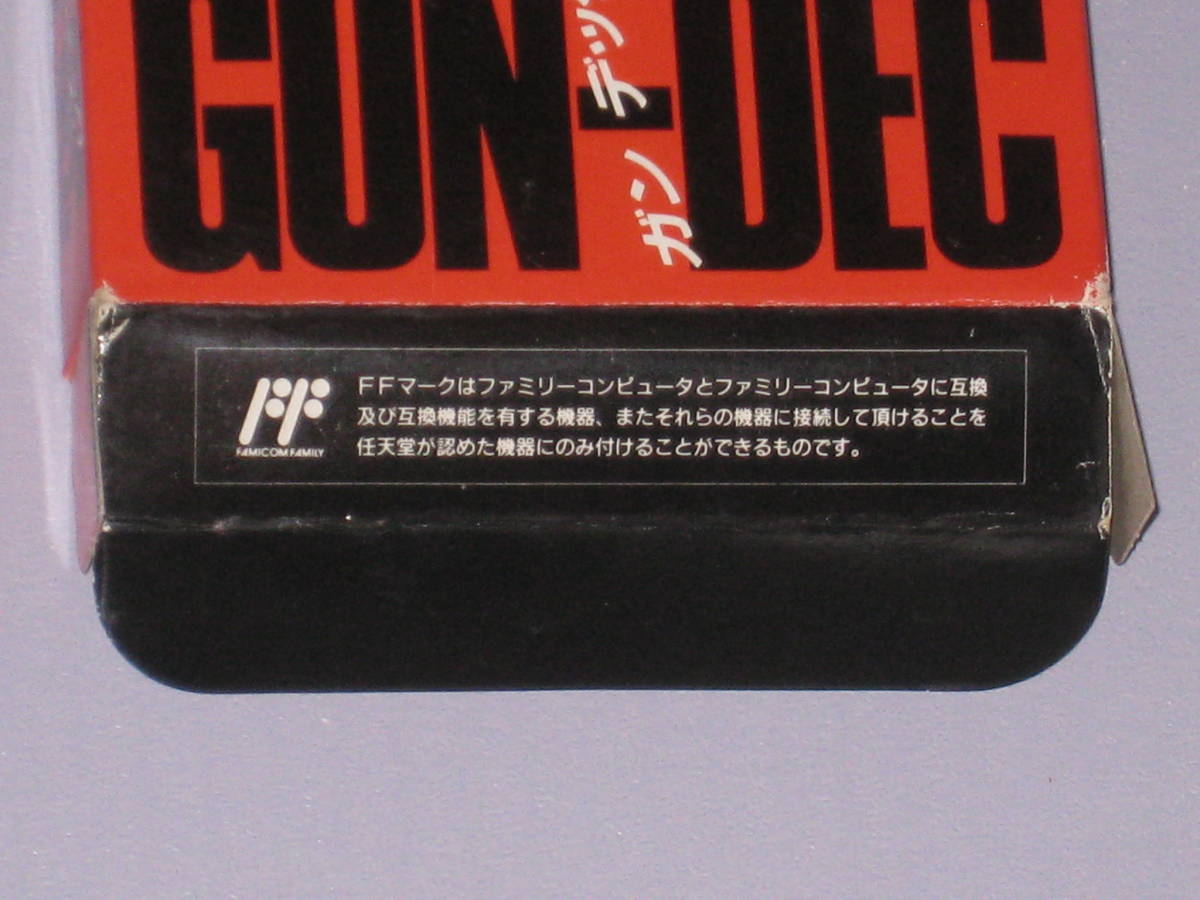 GUN-DEC
ガンデッ
FAMICOM FAMILY
FFマークはファミリーコンピュータとファミリーコンピュータに互換
及び互換機能を有する機器、またそれらの機器に接続して頂けることを
任天堂が認めた機器にのみ付けることができるものです。